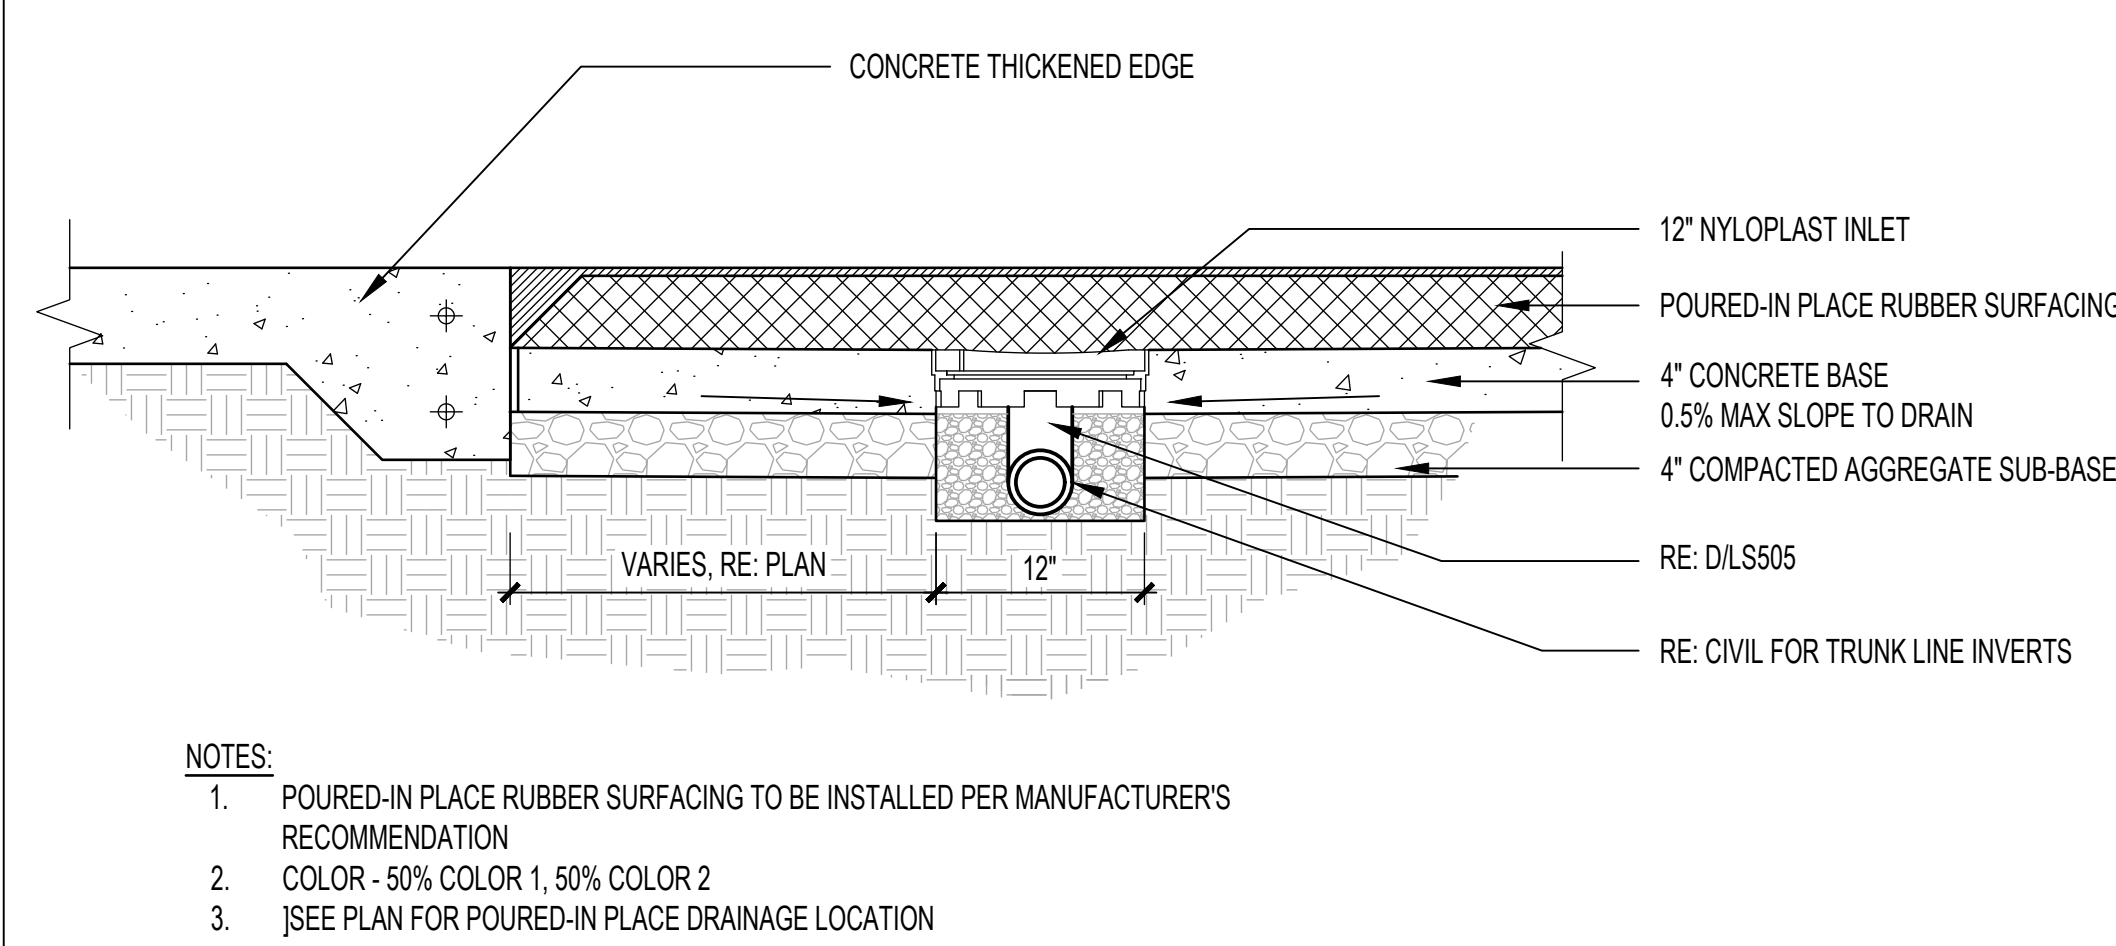 CONCRETE THICKENED EDGE
12" NYLOPLAST INLET
POURED-IN PLACE RUBBER SURFACING
4" CONCRETE BASE
0.5% MAX SLOPE TO DRAIN
4" COMPACTED AGGREGATE SUB-BASE
RE: D/LS505
RE: CIVIL FOR TRUNK LINE INVERTS
VARIES, RE: PLAN
12"
NOTES:
1. POURED-IN PLACE RUBBER SURFACING TO BE INSTALLED PER MANUFACTURER'S
RECOMMENDATION
2. COLOR - 50% COLOR 1, 50% COLOR 2
3. ]SEE PLAN FOR POURED-IN PLACE DRAINAGE LOCATION